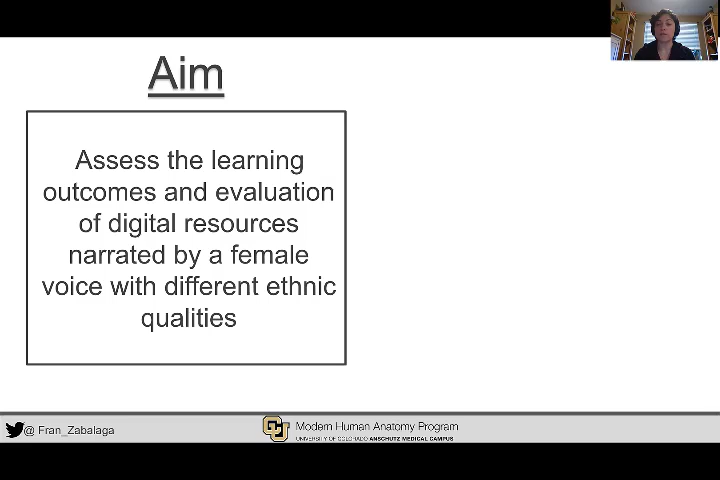 Aim
Assess the learning
outcomes and evaluation
of digital resources
narrated by a female
voice with different ethnic
qualities
@ Fran_Zabalaga
CU
Modern Human Anatomy Program
UNIVERSITY OF COLORADO ANSCHUTZ MEDICAL CAMPUS